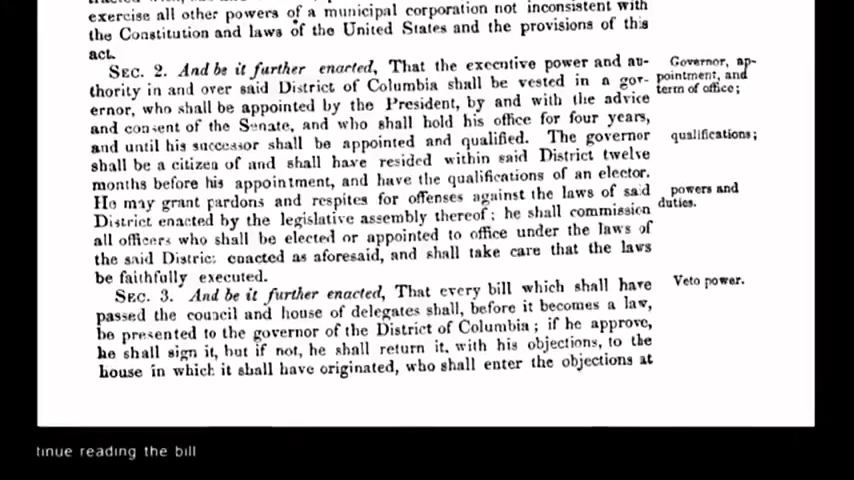 exercise all other powers of a municipal corporation not inconsistent with
the Constitution and laws of the United States and the provisions of this
act.
SEC. 2. And be it further enacted, That the executive power and au-
thority in and over said District of Columbia shall be vested in a gov-
ernor, who shall be appointed by the President, by and with the advice
and consent of the Senate, and who shall hold his office for four years,
and until his successor shall be appointed and qualified. The governor
shall be a citizen of and shall have resided within said District twelve
months before his appointment, and have the qualifications of an elector.
He may grant pardons and respites for offenses against the laws of said
District enacted by the legislative assembly thereof; he shall commission
all officers who shall be elected or appointed to office under the laws of
the said District enacted as aforesaid, and shall take care that the laws
be faithfully executed.
SEC. 3. And be it further enacted, That every bill which shall have
passed the council and house of delegates shall, before it becomes a law,
be presented to the governor of the District of Columbia; if he approve,
he shall sign it, but if not, he shall return it, with his objections, to the
house in which it shall have originated, who shall enter the objections at
Governor, ap-
pointment, and
term of office;
qualifications;
powers and
duties.
Veto power.
tinue reading the bill